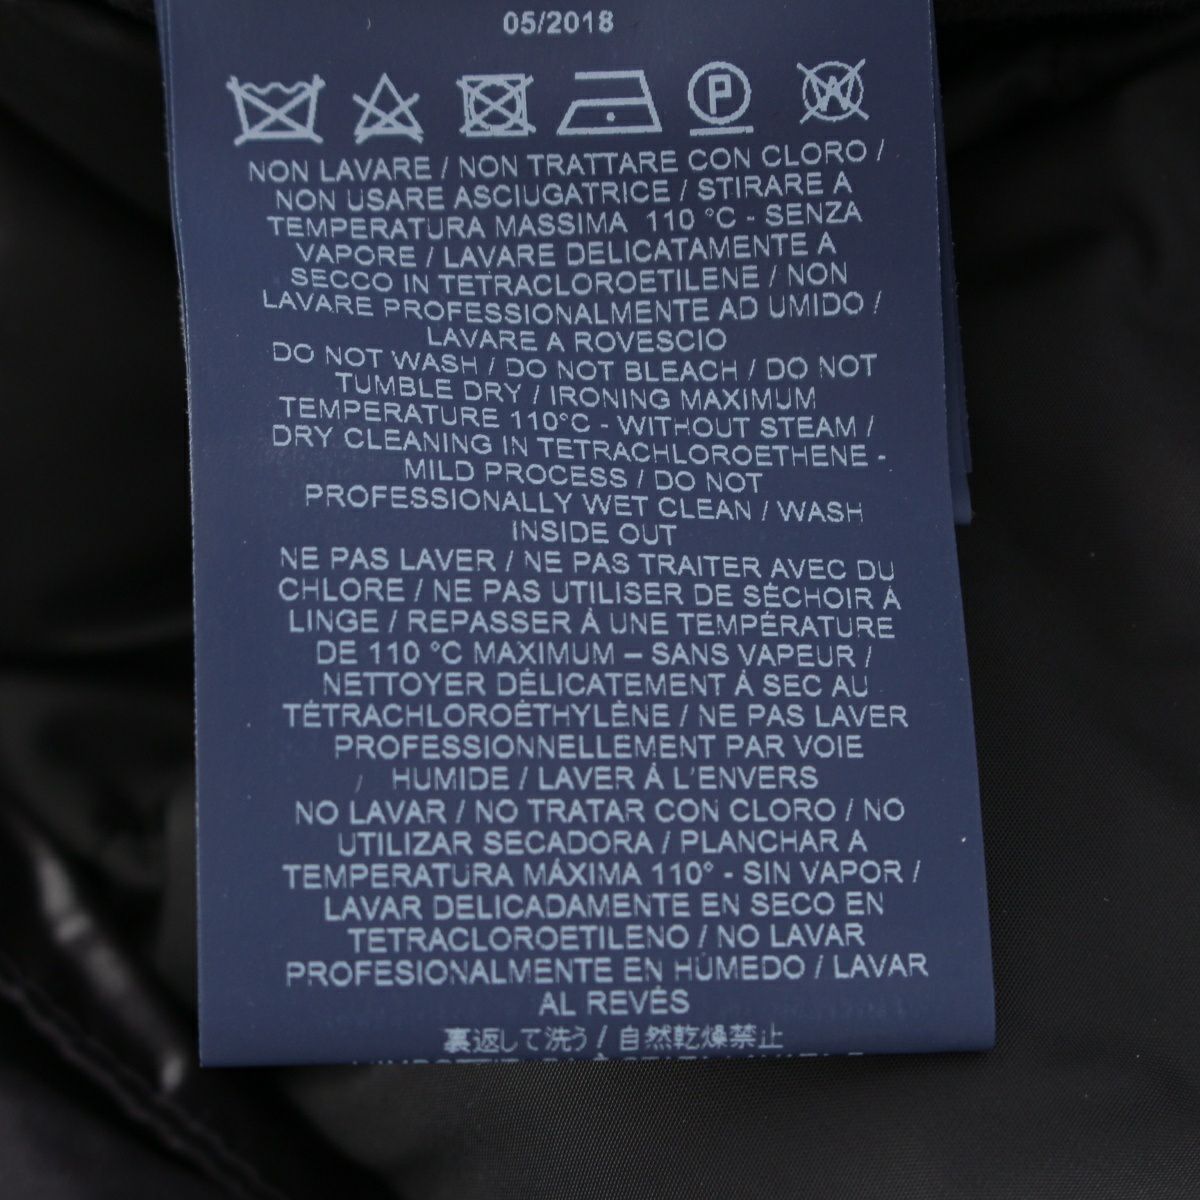 05/2018
P
W
NON LAVARE / NON TRATTARE CON CLORO /
NON USARE ASCIUGATRICE / STIRARE A
TEMPERATURA MASSIMA 110 °C - SENZA
VAPORE / LAVARE DELICATAMENTE A
SECCO IN TETRACLOROETILENE / NON
LAVARE PROFESSIONALMENTE AD UMIDO /
LAVARE A ROVESCIO
DO NOT WASH / DO NOT BLEACH / DO NOT
TUMBLE DRY / IRONING MAXIMUM
TEMPERATURE 110°C - WITHOUT STEAM /
DRY CLEANING IN TETRACHLOROETHENE -
MILD PROCESS / DO NOT
PROFESSIONALLY WET CLEAN / WASH
INSIDE OUT
NE PAS LAVER / NE PAS TRAITER AVEC DU
CHLORE / NE PAS UTILISER DE SÉCHOIR À
LINGE / REPASSER À UNE TEMPÉRATURE
DE 110 °C MAXIMUM – SANS VAPEUR /
NETTOYER DÉLICATEMENT À SEC AU
TÉTRACHLOROÉTHYLÈNE / NE PAS LAVER
PROFESSIONNELLEMENT PAR VOIE
HUMIDE / LAVER À L'ENVERS
NO LAVAR / NO TRATAR CON CLORO / NO
UTILIZAR SECADORA / PLANCHAR A
TEMPERATURA MÁXIMA 110° - SIN VAPOR /
LAVAR DELICADAMENTE EN SECO EN
TETRACLOROETILENO / NO LAVAR
PROFESIONALMENTE EN HÚMEDO / LAVAR
AL REVÉS
裏返して洗う / 自然乾燥禁止